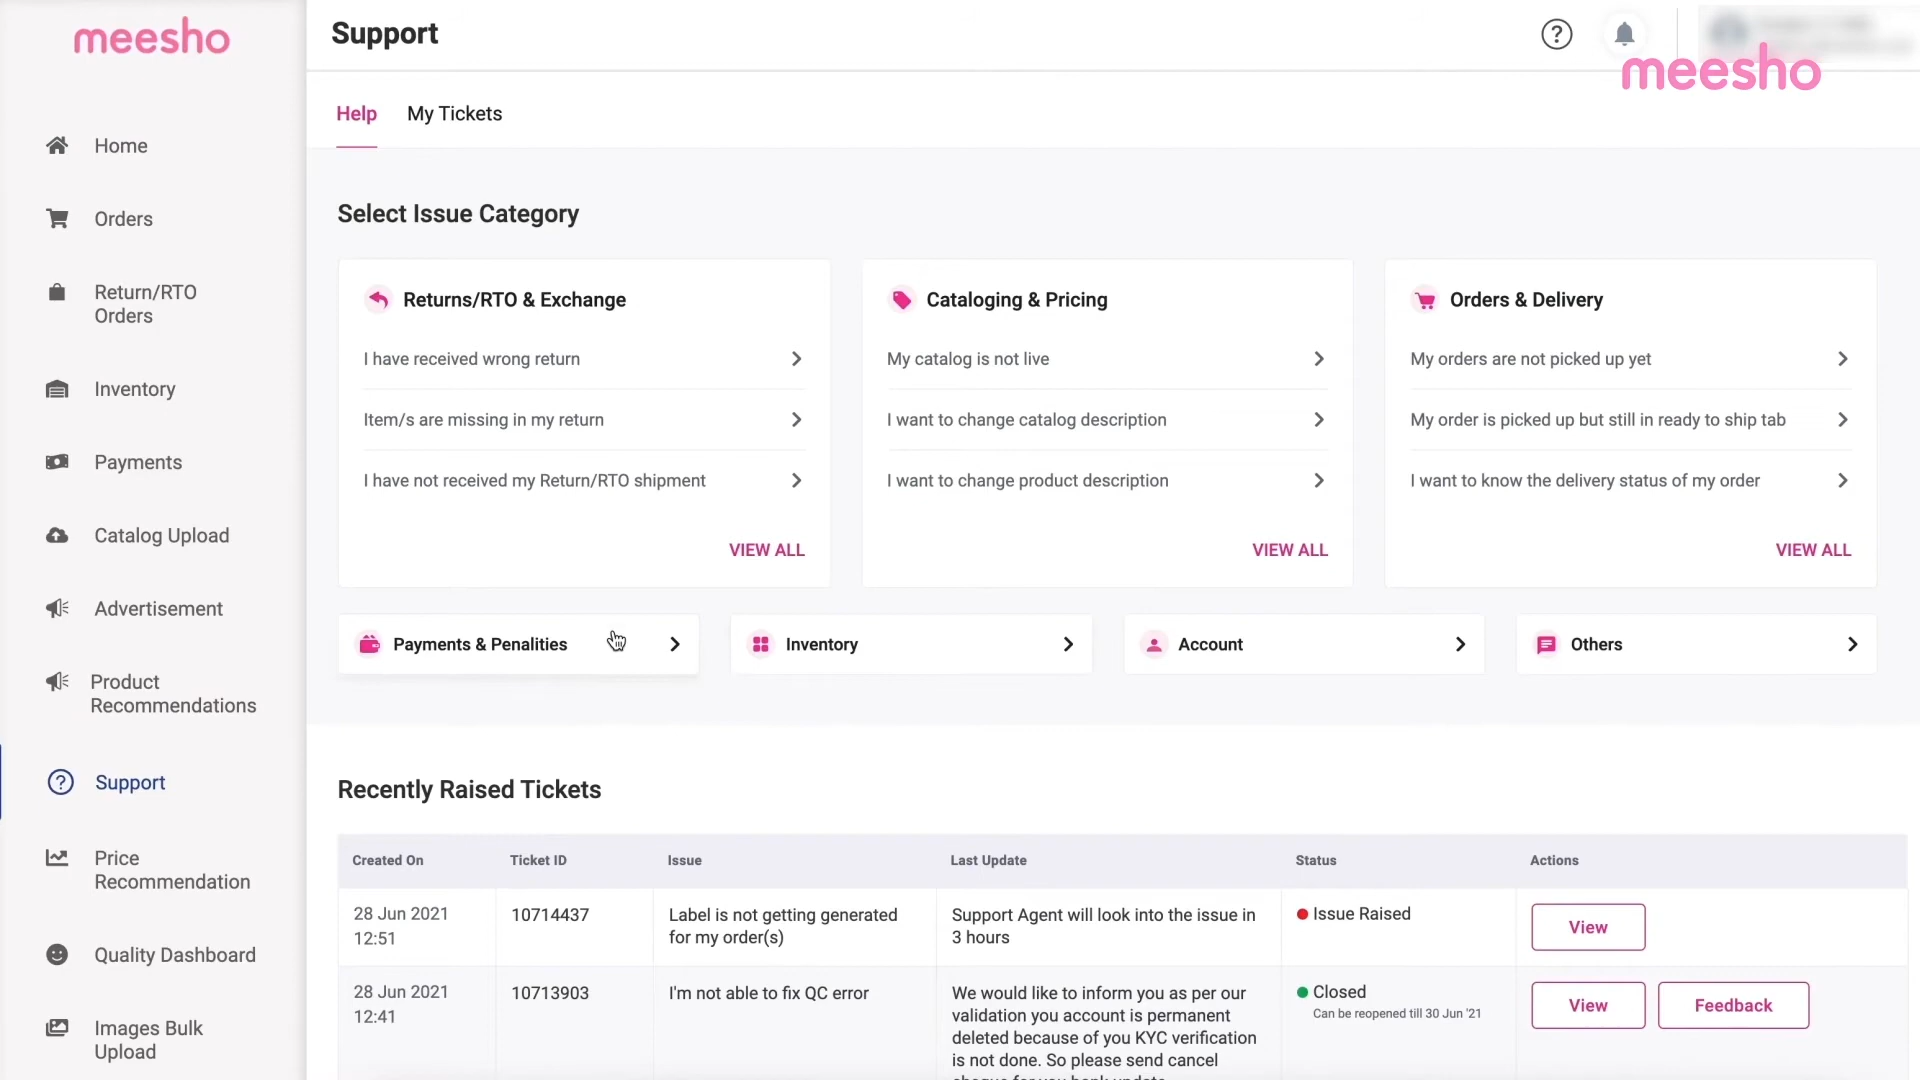 meesho
Support
meesho
Help
My Tickets
Home
Orders
Return/RTO
Orders
Inventory
Payments
Catalog Upload
Advertisement
Product
Recommendations
Support
Price
Recommendation
Quality Dashboard
Images Bulk
Upload
Select Issue Category
Returns/RTO & Exchange
I have received wrong return
Item/s are missing in my return
I have not received my Return/RTO shipment
VIEW ALL
Cataloging & Pricing
My catalog is not live
I want to change catalog description
I want to change product description
VIEW ALL
Orders & Delivery
My orders are not picked up yet
My order is picked up but still in ready to ship tab
I want to know the delivery status of my order
VIEW ALL
Payments & Penalities
Inventory
Account
Others
Recently Raised Tickets
Created On Ticket ID Issue Last Update Status Actions
28 Jun 2021
12:51
10714437
Label is not getting generated
for my order(s)
Support Agent will look into the issue in
3 hours
Issue Raised
View
28 Jun 2021
12:41
10713903
I'm not able to fix QC error
We would like to inform you as per our
validation you account is permanent
deleted because of you KYC verification
is not done. So please send cancel
Closed
Can be reopened till 30 Jun '21
View
Feedback